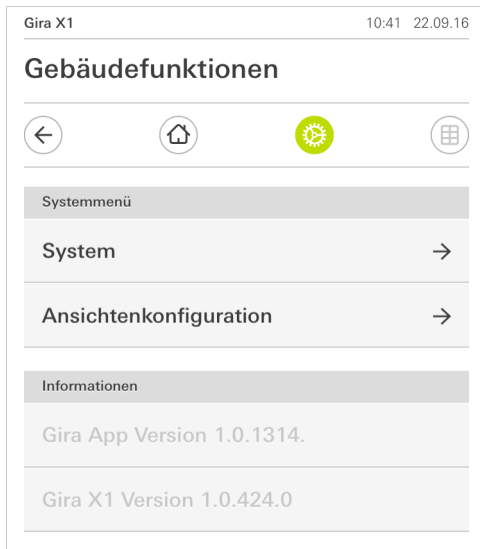 Gira X1 10:41 22.09.16
Gebäudefunktionen
Systemmenü
System
Ansichtenkonfiguration
Informationen
Gira App Version 1.0.1314.
Gira X1 Version 1.0.424.0